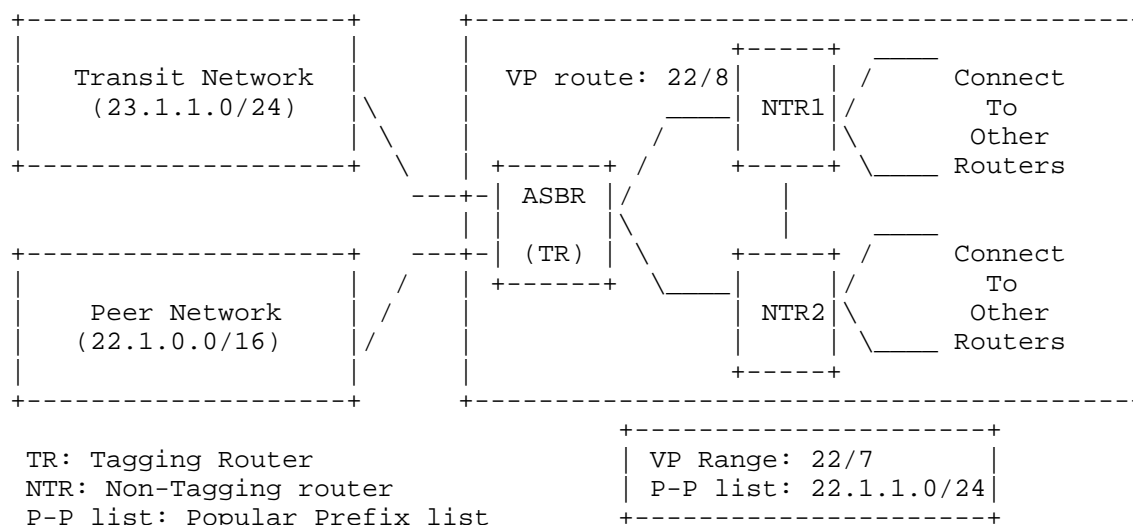 Transit Network
(23.1.1.0/24)
VP route: 22/8
NTR1
Connect
To
Other
Routers
ASBR
(TR)
Peer Network
(22.1.0.0/16)
NTR2
Connect
To
Other
Routers
TR: Tagging Router
NTR: Non-Tagging router
P-P list: Popular Prefix list
VP Range: 22/7
P-P list: 22.1.1.0/24